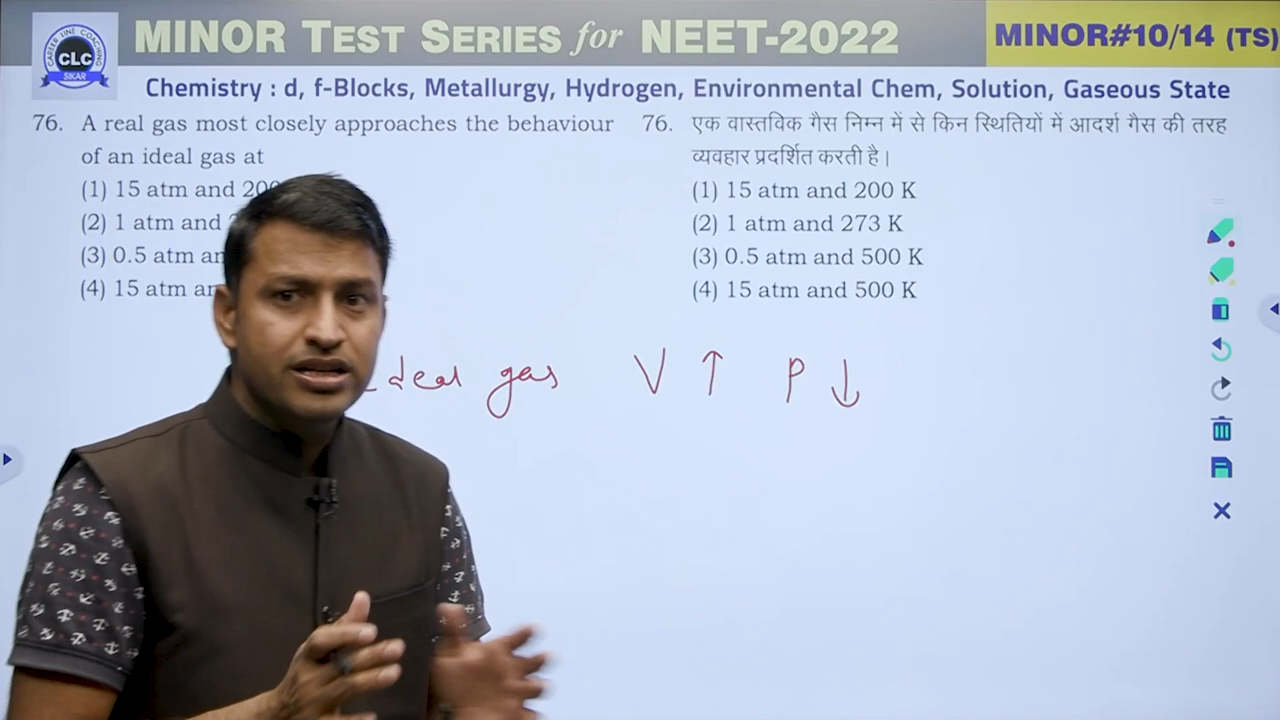 MINOR TEST SERIES for NEET-2022
MINOR#10/14 (TS)
CAREER LINE COACHING
CLC
SIKAR
Chemistry : d, f-Blocks, Metallurgy, Hydrogen, Environmental Chem, Solution, Gaseous State
76. A real gas most closely approaches the behaviour
of an ideal gas at
(1) 15 atm and 200
(2) 1 atm and
(3) 0.5 atm
(4) 15 atm
76. एक वास्तविक गैस निम्न में से किन स्थितियों में आदर्श गैस की तरह
व्यवहार प्रदर्शित करती है।
(1) 15 atm and 200 K
(2) 1 atm and 273 K
(3) 0.5 atm and 500 K
(4) 15 atm and 500 K
ideal gas V ↑ P ↓